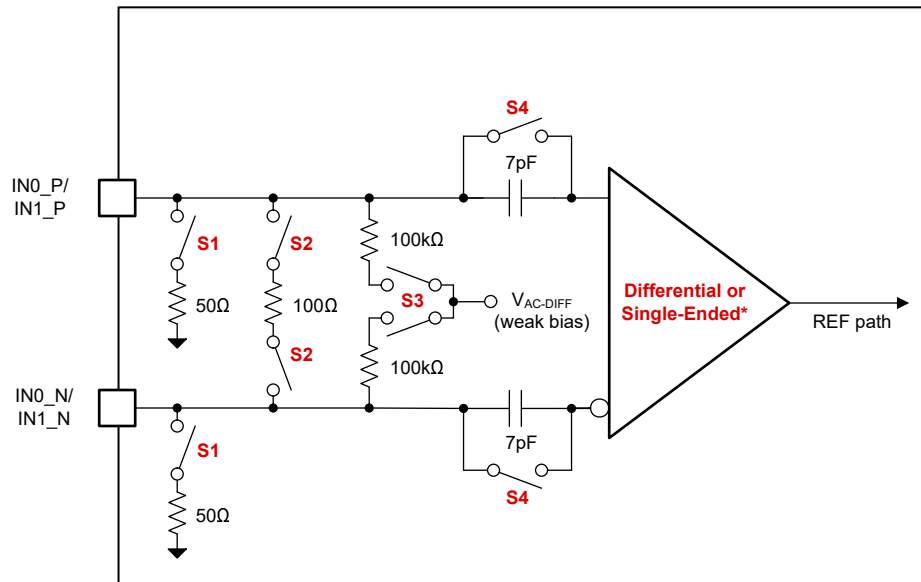 S4
7pF
IN0_P/
IN1_P
S1
S2
100kΩ
50Ω
100Ω
S3
VAC-DIFF
(weak bias)
Differential or
Single-Ended*
REF path
S2
100kΩ
IN0_N/
IN1_N
S1
7pF
50Ω
S4